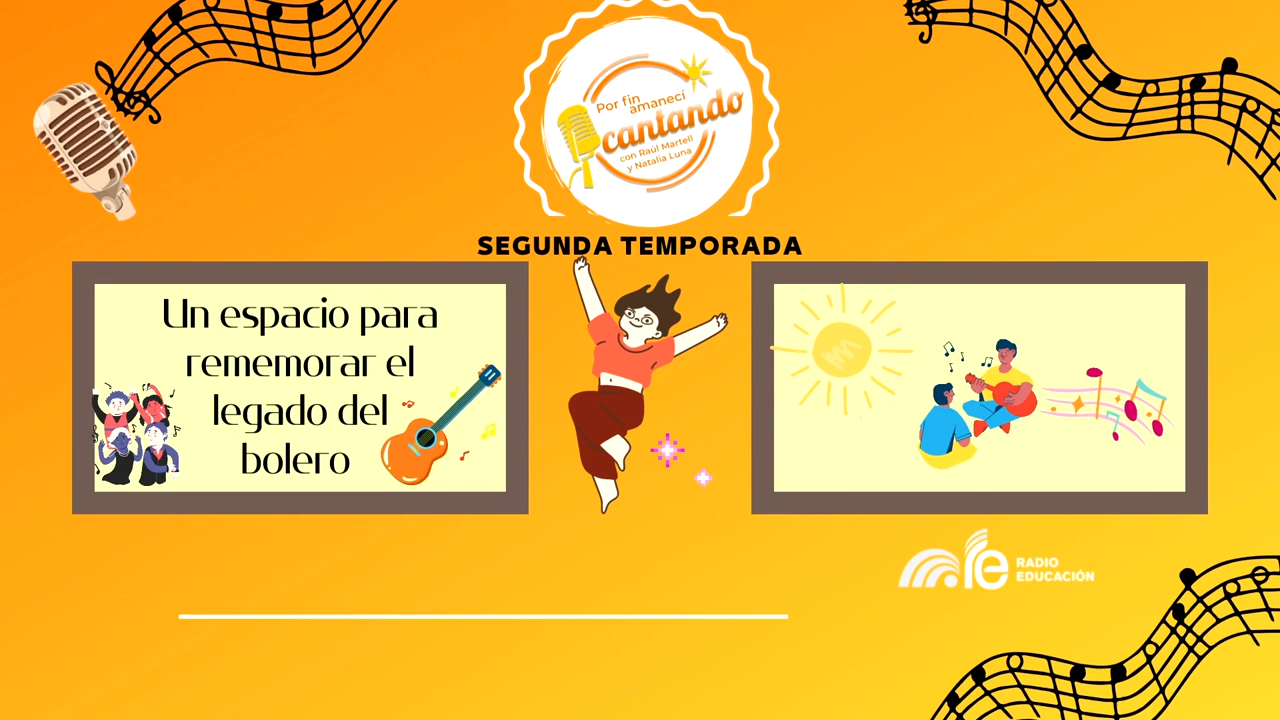 Por fin
amanecí
cantando
con Raúl Martell
y Natalia Luna
SEGUNDA TEMPORADA
Un espacio para
rememorar el
legado del
bolero
re RADIO
EDUCACIÓN